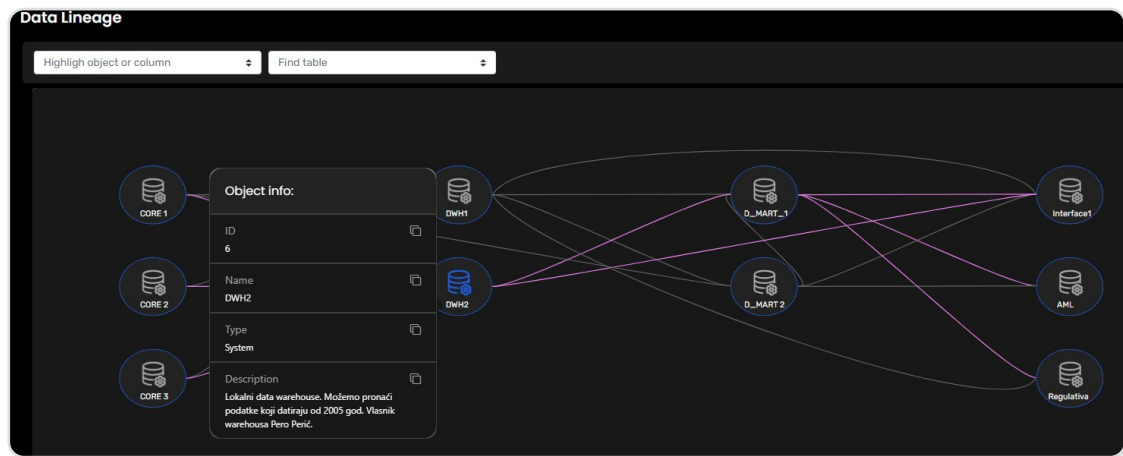 Data Lineage
Highligh object or column
Find table
CORE 1
Object info:
DWH1
D_MART_1
Interface1
ID
6
CORE 2
Name
DWH2
DWH2
D_MART 2
AML
Type
System
CORE 3
Description
Lokalni data warehouse. Možemo pronaći
podatke koji datiraju od 2005 god. Vlasnik
warehousa Pero Perić.
Regulativa